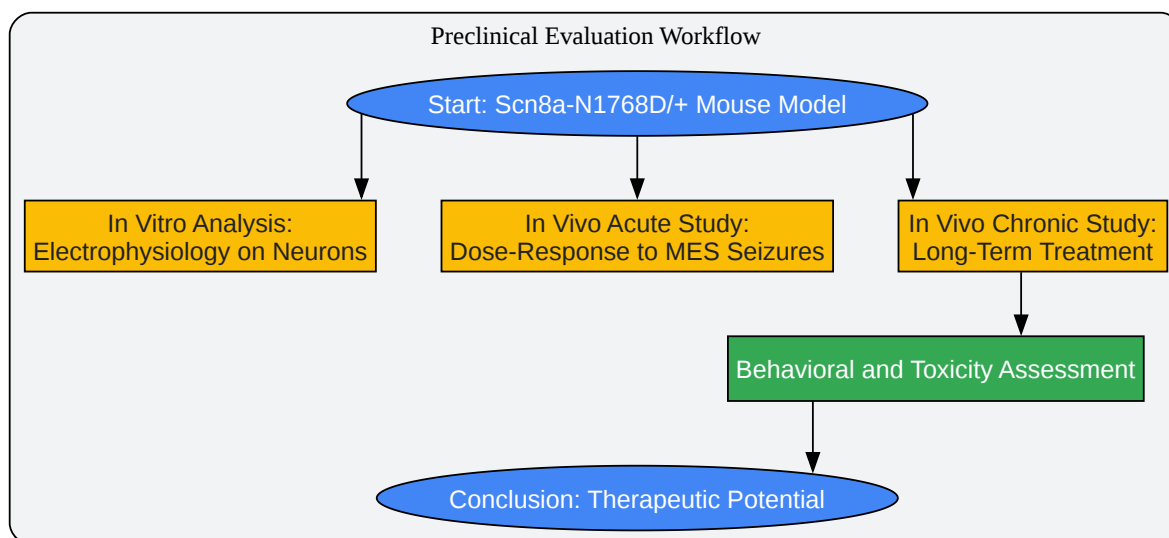 Preclinical Evaluation Workflow
Start: Scn8a-N1768D/+ Mouse Model
In Vitro Analysis:
Electrophysiology on Neurons
In Vivo Acute Study:
Dose-Response to MES Seizures
In Vivo Chronic Study:
Long-Term Treatment
Behavioral and Toxicity Assessment
Conclusion: Therapeutic Potential